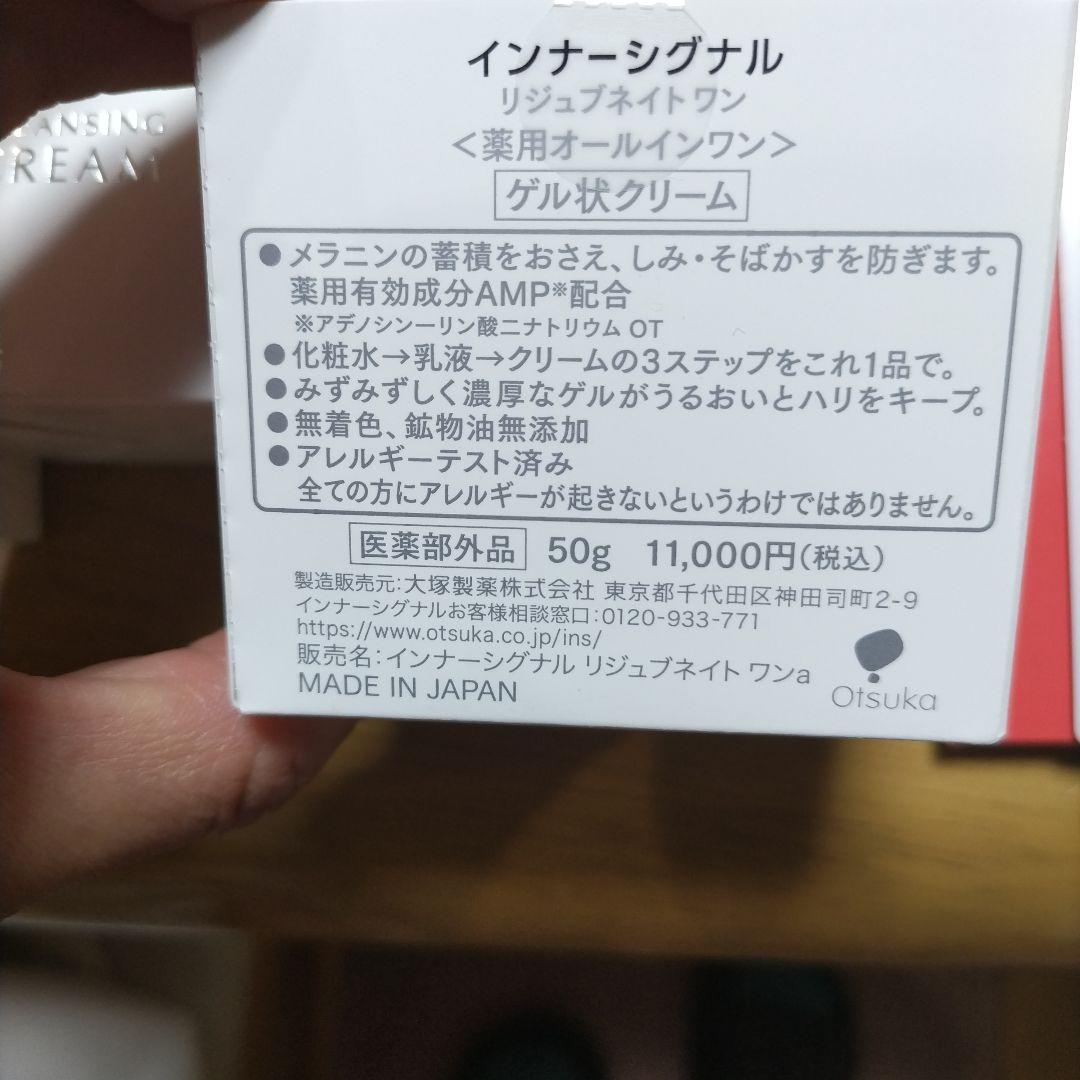 インナーシグナル
リジュブネイト ワン
＜薬用オールインワン＞
ゲル状クリーム
●メラニンの蓄積をおさえ、しみ・そばかすを防ぎます。
薬用有効成分AMP※配合
※アデノシン一リン酸二ナトリウム OT
●化粧水→乳液→クリームの3ステップをこれ1品で。
●みずみずしく濃厚なゲルがうるおいとハリをキープ。
●無着色、鉱物油無添加
●アレルギーテスト済み
全ての方にアレルギーが起きないというわけではありません。
医薬部外品 50g 11,000円(税込)
製造販売元:大塚製薬株式会社 東京都千代田区神田司町2-9
インナーシグナルお客様相談窓口:0120-933-771
https://www.otsuka.co.jp/ins/
販売名:インナーシグナル リジュブネイト ワンa
MADE IN JAPAN
Otsuka